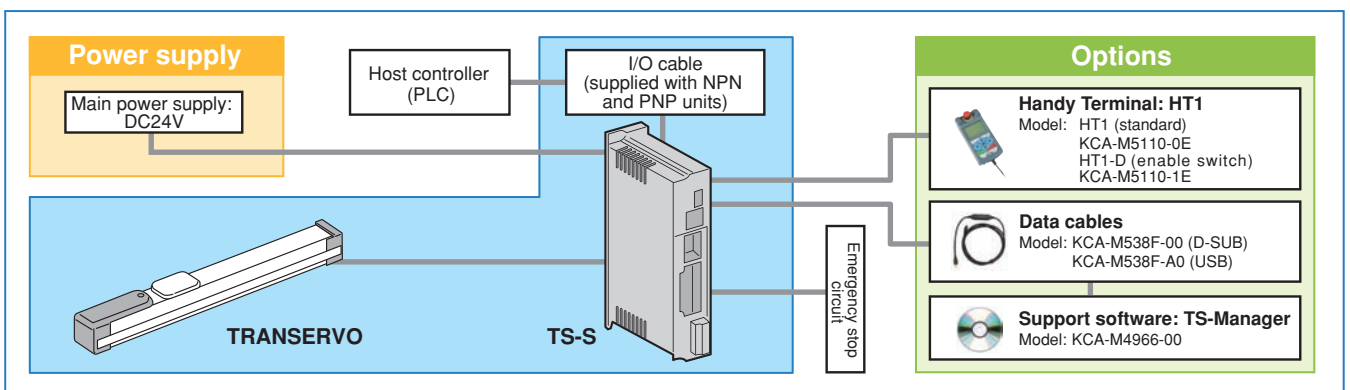 Power supply
Main power supply:
DC24V
Host controller
(PLC)
I/O cable
(supplied with NPN
and PNP units)
TRANSERVO
TS-S
Emergency stop
circuit
Options
Handy Terminal: HT1
Model: HT1 (standard)
KCA-M5110-0E
HT1-D (enable switch)
KCA-M5110-1E
Data cables
Model: KCA-M538F-00 (D-SUB)
KCA-M538F-A0 (USB)
Support software: TS-Manager
Model: KCA-M4966-00